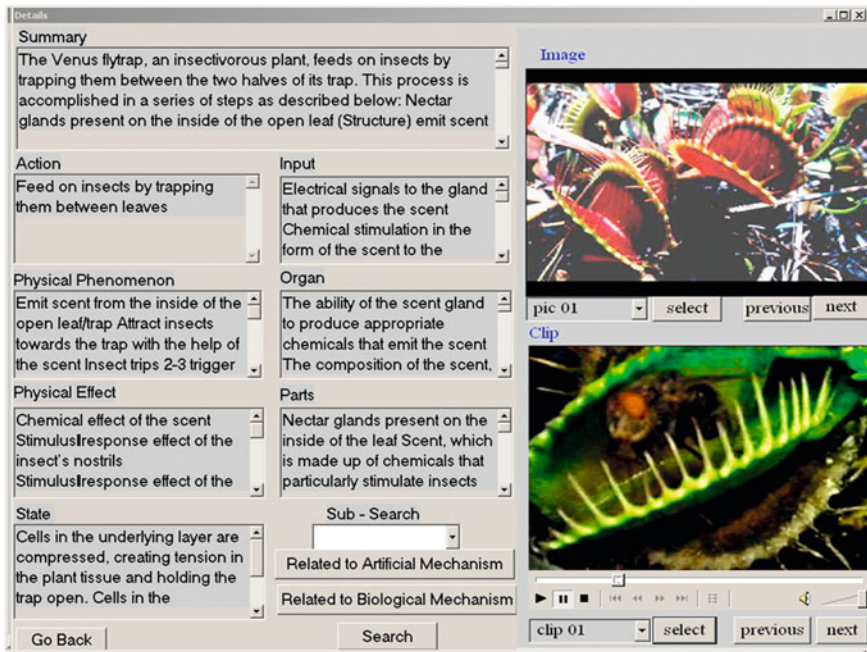 Details
Summary
The Venus flytrap, an insectivorous plant, feeds on insects by
trapping them between the two halves of its trap. This process is
accomplished in a series of steps as described below: Nectar
glands present on the inside of the open leaf (Structure) emit scent
Action
Feed on insects by trapping
them between leaves
Input
Electrical signals to the gland
that produces the scent
Chemical stimulation in the
form of the scent to the
Physical Phenomenon
Emit scent from the inside of the
open leaf/trap Attract insects
towards the trap with the help of
the scent Insect trips 2-3 trigger
Organ
The ability of the scent gland
to produce appropriate
chemicals that emit the scent
The composition of the scent,
Physical Effect
Chemical effect of the scent
Stimulus|response effect of the
insect's nostrils
Stimulus|response effect of the
Parts
Nectar glands present on the
inside of the leaf Scent, which
is made up of chemicals that
particularly stimulate insects
State
Cells in the underlying layer are
compressed, creating tension in
the plant tissue and holding the
trap open. Cells in the
Sub - Search
Related to Artificial Mechanism
Related to Biological Mechanism
Go Back
Search
Image
pic 01
select
previous
next
Clip
clip 01
select
previous
next